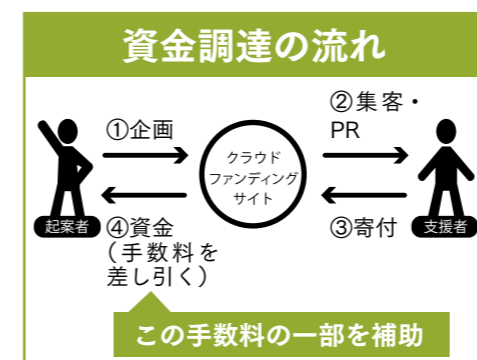 資金調達の流れ
①企画
②集客・
PR
クラウド
ファンディング
サイト
起案者
④資金
（手数料を
差し引く）
③寄付
支援者
この手数料の一部を補助